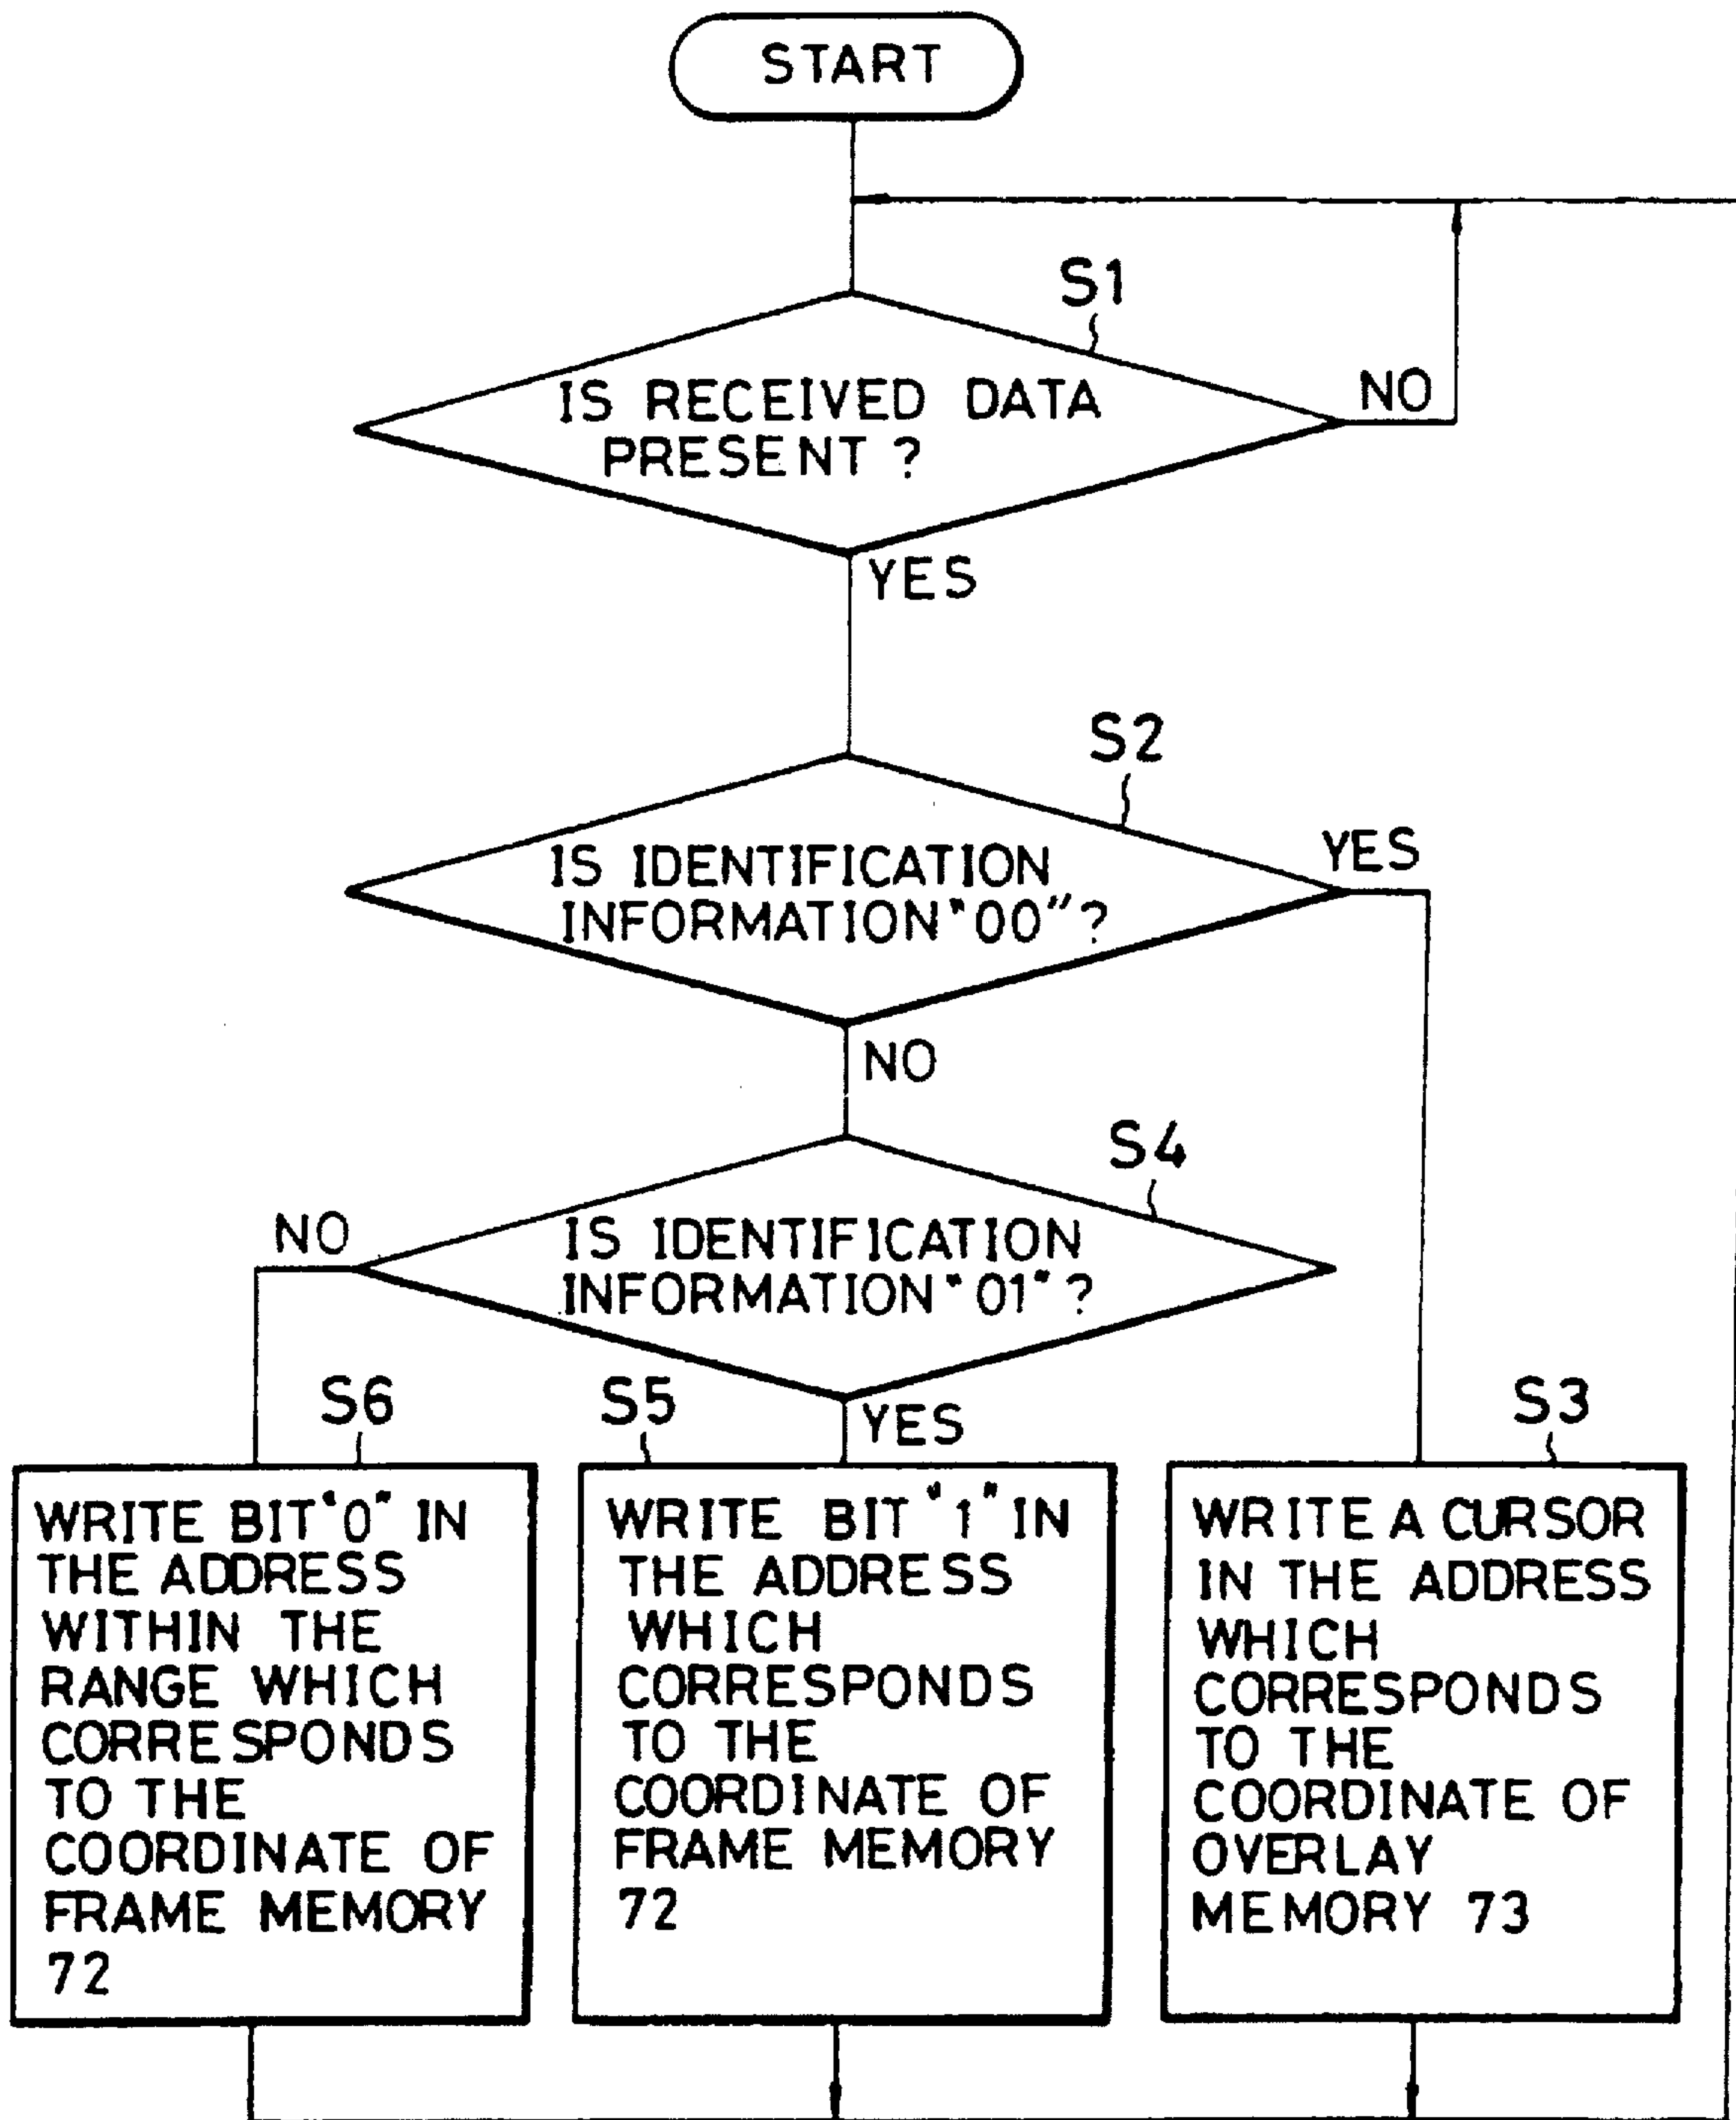 START
S1
IS RECEIVED DATA
PRESENT ?
NO
YES
S2
IS IDENTIFICATION
INFORMATION "00" ?
YES
NO
S4
IS IDENTIFICATION
INFORMATION "01" ?
NO
YES
S6
WRITE BIT "0" IN
THE ADDRESS
WITHIN THE
RANGE WHICH
CORRESPONDS
TO THE
COORDINATE OF
FRAME MEMORY
72
S5
WRITE BIT "1" IN
THE ADDRESS
WHICH
CORRESPONDS
TO THE
COORDINATE OF
FRAME MEMORY
72
S3
WRITE A CURSOR
IN THE ADDRESS
WHICH
CORRESPONDS
TO THE
COORDINATE OF
OVERLAY
MEMORY 73